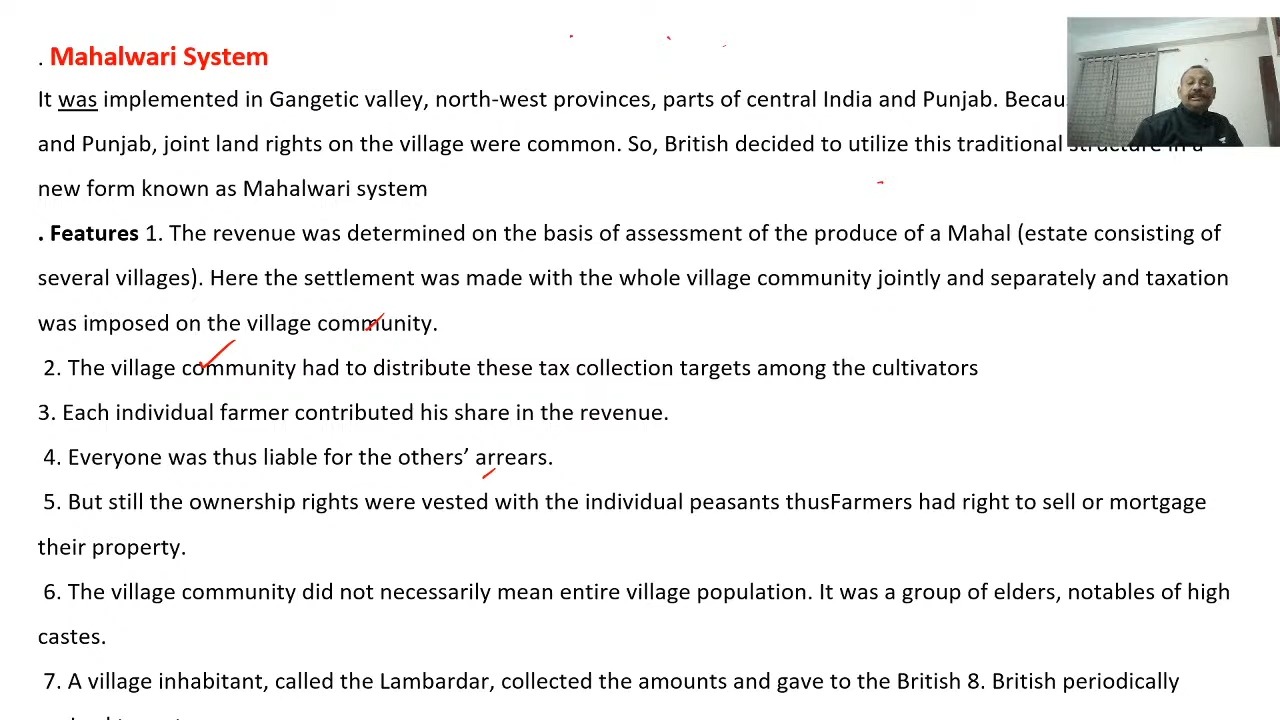 . Mahalwari System
It was implemented in Gangetic valley, north-west provinces, parts of central India and Punjab.
and Punjab, joint land rights on the village were common. So, British decided to utilize this traditional structure in a
new form known as Mahalwari system
. Features 1. The revenue was determined on the basis of assessment of the produce of a Mahal (estate consisting of
several villages). Here the settlement was made with the whole village community jointly and separately and taxation
was imposed on the village community.
2. The village community had to distribute these tax collection targets among the cultivators
3. Each individual farmer contributed his share in the revenue.
4. Everyone was thus liable for the others’ arrears.
5. But still the ownership rights were vested with the individual peasants thusFarmers had right to sell or mortgage
their property.
6. The village community did not necessarily mean entire village population. It was a group of elders, notables of high
castes.
7. A village inhabitant, called the Lambardar, collected the amounts and gave to the British 8. British periodically